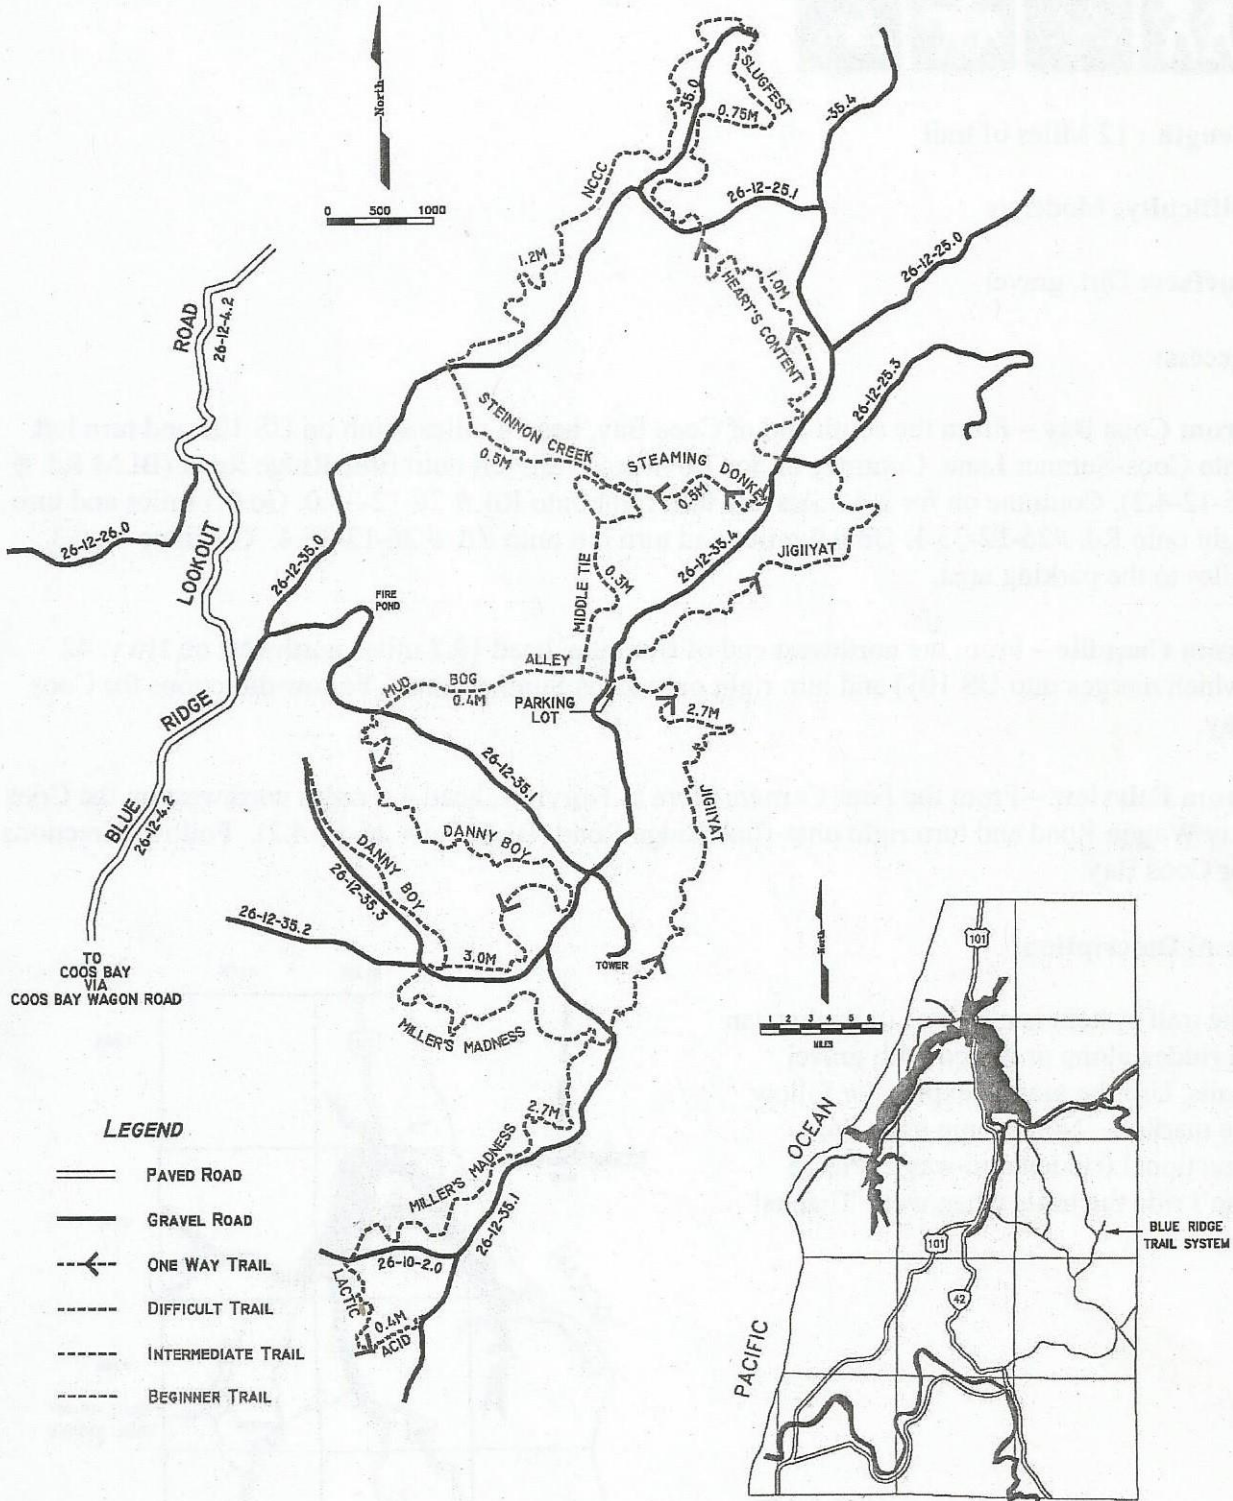 North
0 500 1000
SLUGFEST
0.75M
-35.0
-35.4
NCCC
1.2M
26-12-25.1
26-12-25.0
HEART'S CONTENT
1.0M
ROAD
26-12-4.2
26-12-25.3
STEINNON CREEK
0.5M
STEAMING DONKEY
0.5M
26-12-26.0
LOOKOUT
26-12-35.0
26-12-35.4
JIGIIYAT
MIDDLE TIE
0.3M
FIRE
POND
MUD BOG ALLEY
0.4M
PARKING
LOT
2.7M
RIDGE
26-12-35.1
JIGIIYAT
BLUE
26-12-4.2
DANNY BOY
DANNY BOY
26-12-35.3
26-12-35.2
3.0M
TOWER
TO
COOS BAY
VIA
COOS BAY WAGON ROAD
MILLER'S MADNESS
MILLER'S MADNESS
2.7M
26-12-35.1
26-10-2.0
LACTIC
ACID
0.4M
LEGEND
PAVED ROAD
GRAVEL ROAD
ONE WAY TRAIL
DIFFICULT TRAIL
INTERMEDIATE TRAIL
BEGINNER TRAIL
North
1 2 3 4 5 6
MILES
101
OCEAN
PACIFIC
101
42
BLUE RIDGE
TRAIL SYSTEM